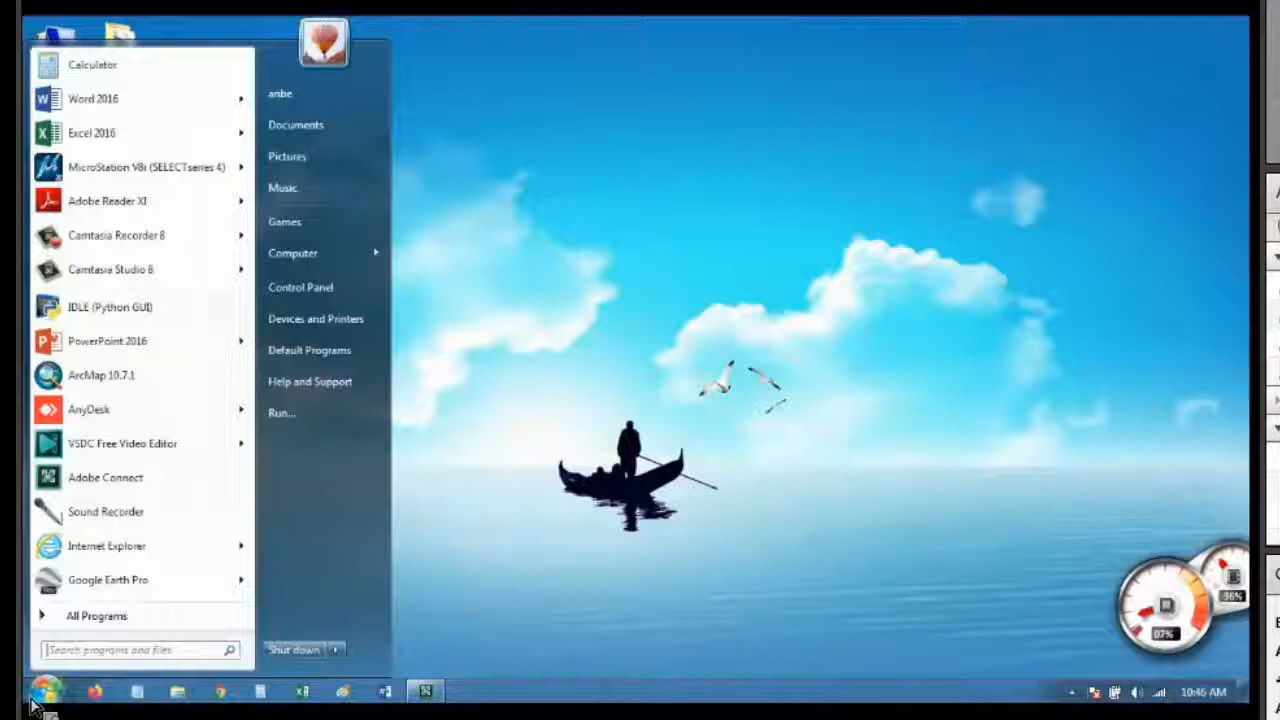 Calculator
Word 2016
Excel 2016
MicroStation V8i (SELECTseries 4)
Adobe Reader XI
Camtasia Recorder 8
Camtasia Studio 8
IDLE (Python GUI)
PowerPoint 2016
ArcMap 10.7.1
AnyDesk
VSDC Free Video Editor
Adobe Connect
Sound Recorder
Internet Explorer
Google Earth Pro
All Programs
Search programs and files
anbe
Documents
Pictures
Music
Games
Computer
Control Panel
Devices and Printers
Default Programs
Help and Support
Run...
Shut down
36%
07%
10:46 AM